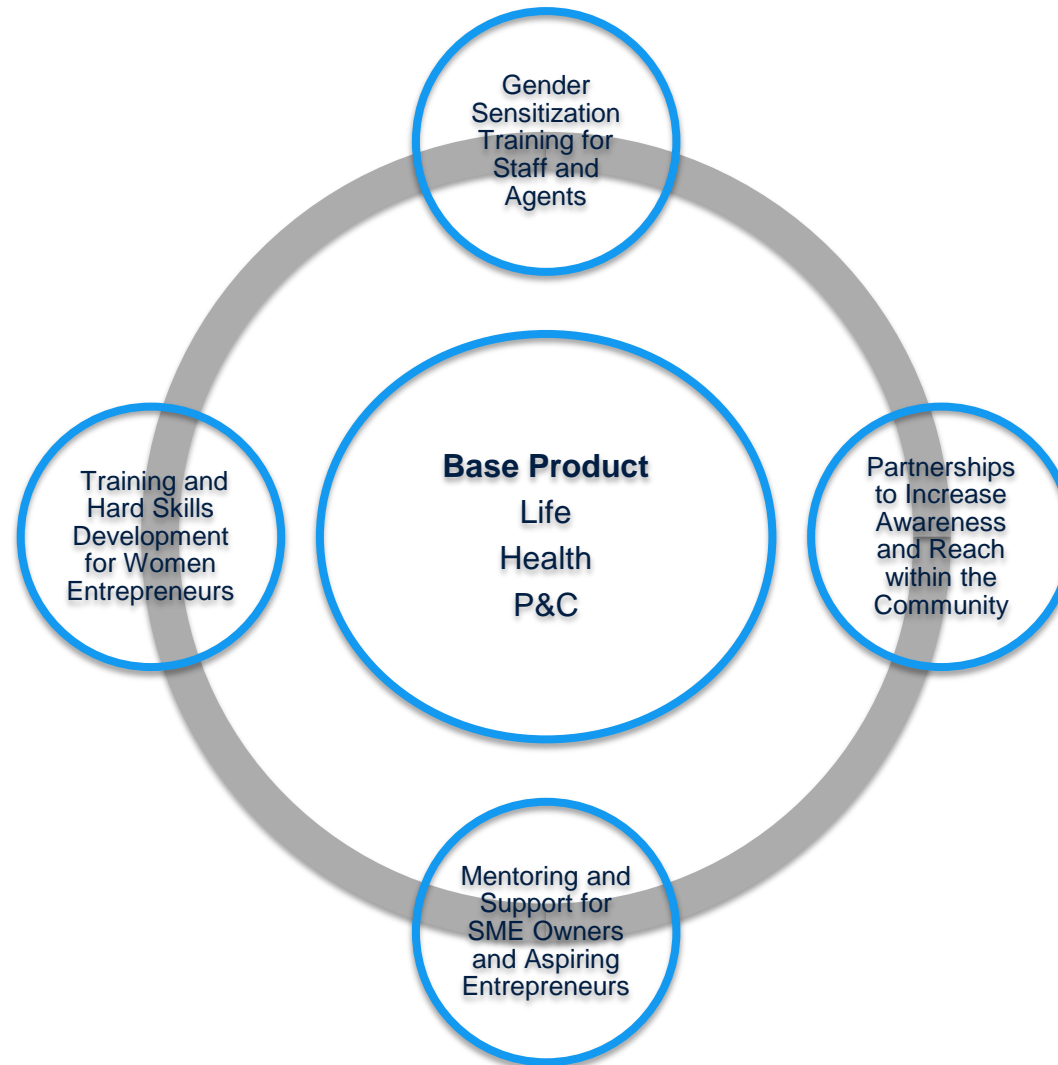 Gender
Sensitization
Training for
Staff and
Agents
Training and
Hard Skills
Development
for Women
Entrepreneurs
Base Product
Life
Health
P&C
Partnerships
to Increase
Awareness
and Reach
within the
Community
Mentoring and
Support for
SME Owners
and Aspiring
Entrepreneurs